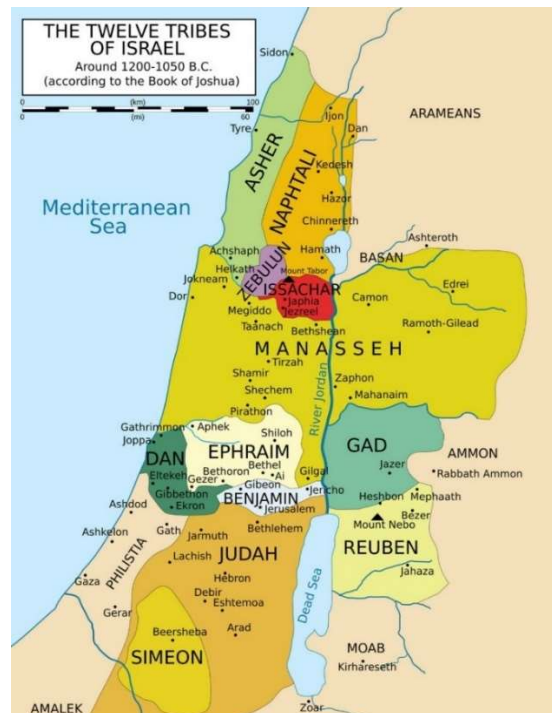 THE TWELVE TRIBES
OF ISRAEL
Around 1200-1050 B.C.
(according to the Book of Joshua)
0 (km) 100
0 (mi) 60
Sidon
Tyre
ASHER
NAPHTALI
Ijon
Dan
ARAMEANS
Kedesh
Hazor
Mediterranean
Sea
Chinnereth
Achshaph
Hamath
BASAN
Ashteroth
Helkath
ZEBULUN
Mount Tabor
Jokneam
ISSACHAR
Edrei
Dor
Japhia
Camon
Megiddo
Jezreel
Taanach
Bethshean
Ramoth-Gilead
MANASSEH
Tirzah
Shamir
Zaphon
Shechem
Mahanaim
Pirathon
River Jordan
Gathrimmon
Aphek
Joppa
Shiloh
EPHRAIM
GAD
DAN
AMMON
Eltekeh
Bethoron
Bethel
Ai
Gilgal
Jazer
Rabbath Ammon
Gezer
Gibeon
Gibbethon
BENJAMIN
Jericho
Heshbon
Mephaath
Ashdod
Ekron
Jerusalem
Bezer
Gath
Bethlehem
Mount Nebo
Ashkelon
Jarmuth
REUBEN
PHILISTIA
Lachish
JUDAH
Jahaza
Gaza
Hebron
Dead Sea
Debir
Gerar
Eshtemoa
Beersheba
Arad
SIMEON
MOAB
Kirhareseth
AMALEK
Zoar